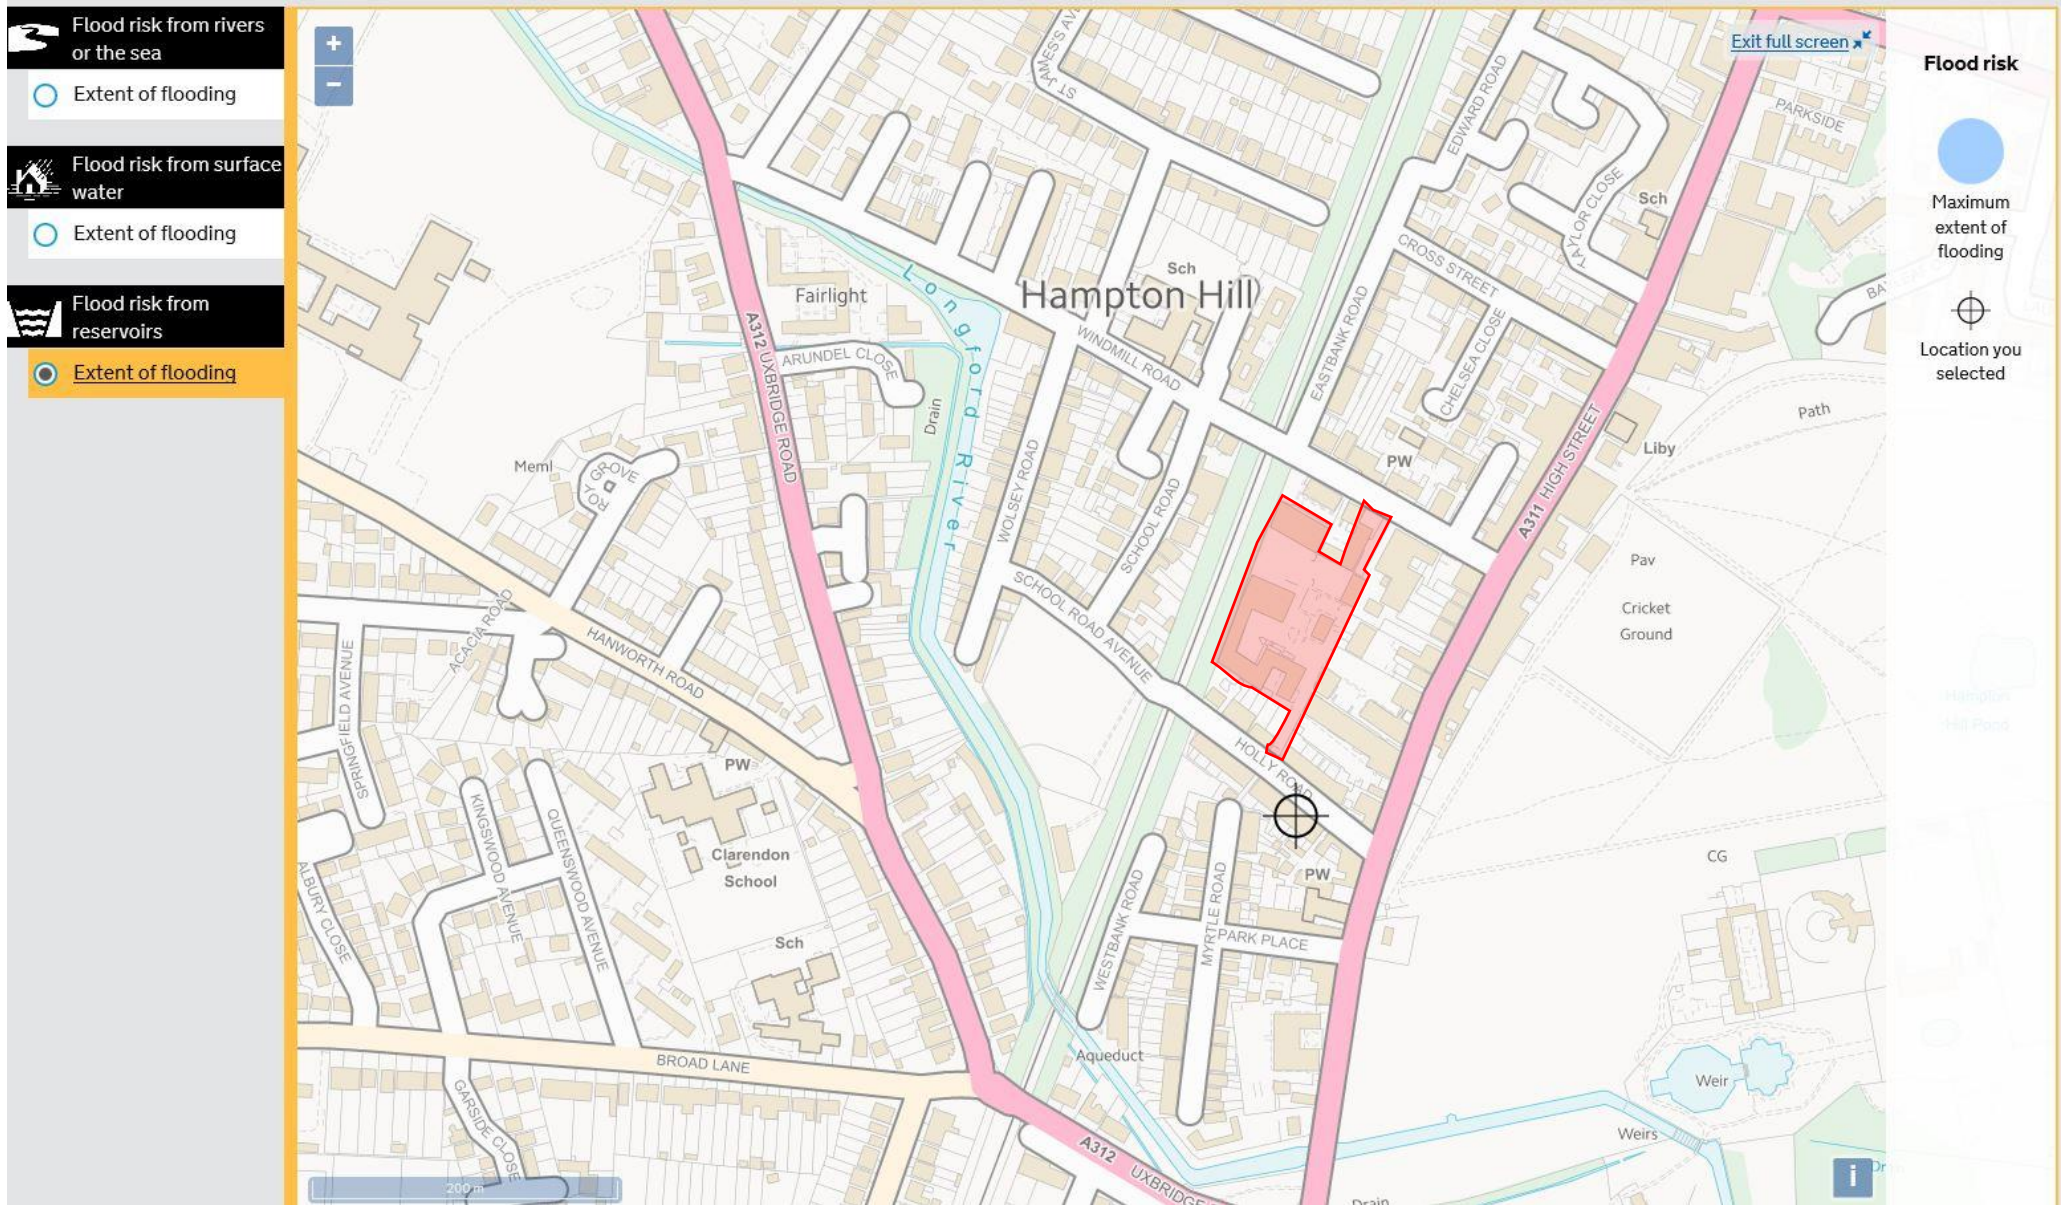 Flood risk from rivers
or the sea
Extent of flooding
Flood risk from surface
water
Extent of flooding
Flood risk from
reservoirs
Extent of flooding
+
−
Exit full screen
Flood risk
Maximum
extent of
flooding
Location you
selected
ST JAMES'S AV
EDWARD ROAD
PARKSIDE
TAYLOR CLOSE
Sch
CROSS STREET
Sch
Hampton Hill
Longford River
Fairlight
BA
A312 UXBRIDGE ROAD
ARUNDEL CLOSE
WINDMILL ROAD
EASTBANK ROAD
CHELSEA CLOSE
Drain
Path
A311 HIGH STREET
Liby
PW
Meml
ROY GROVE
WOLSEY ROAD
SCHOOL ROAD
Pav
Cricket
Ground
SCHOOL ROAD AVENUE
ACACIA ROAD
HANWORTH ROAD
SPRINGFIELD AVENUE
Hampton
Hill Pond
HOLLY ROAD
PW
KINGSWOOD AVENUE
QUEENSWOOD AVENUE
Clarendon
School
CG
PW
ALBURY CLOSE
WESTBANK ROAD
MYRTLE ROAD
PARK PLACE
Sch
Aqueduct
BROAD LANE
Weir
GARSIDE CLOSE
Weirs
A312
UXBRIDGE
200 m
Drain
i
Dr